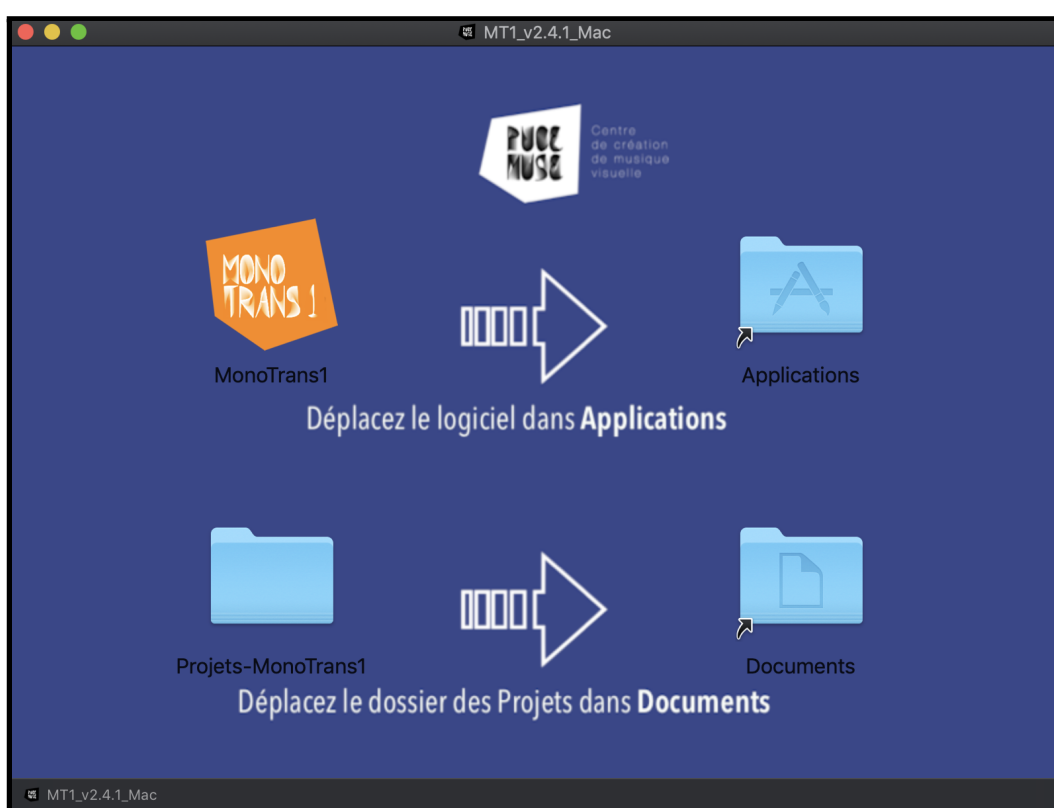 MT1_v2.4.1_Mac
PUCE
MUSE
Centre
de création
de musique
visuelle
MONO
TRANS 1
MonoTrans1
Applications
Déplacez le logiciel dans Applications
Projets-MonoTrans1
Documents
Déplacez le dossier des Projets dans Documents
MT1_v2.4.1_Mac